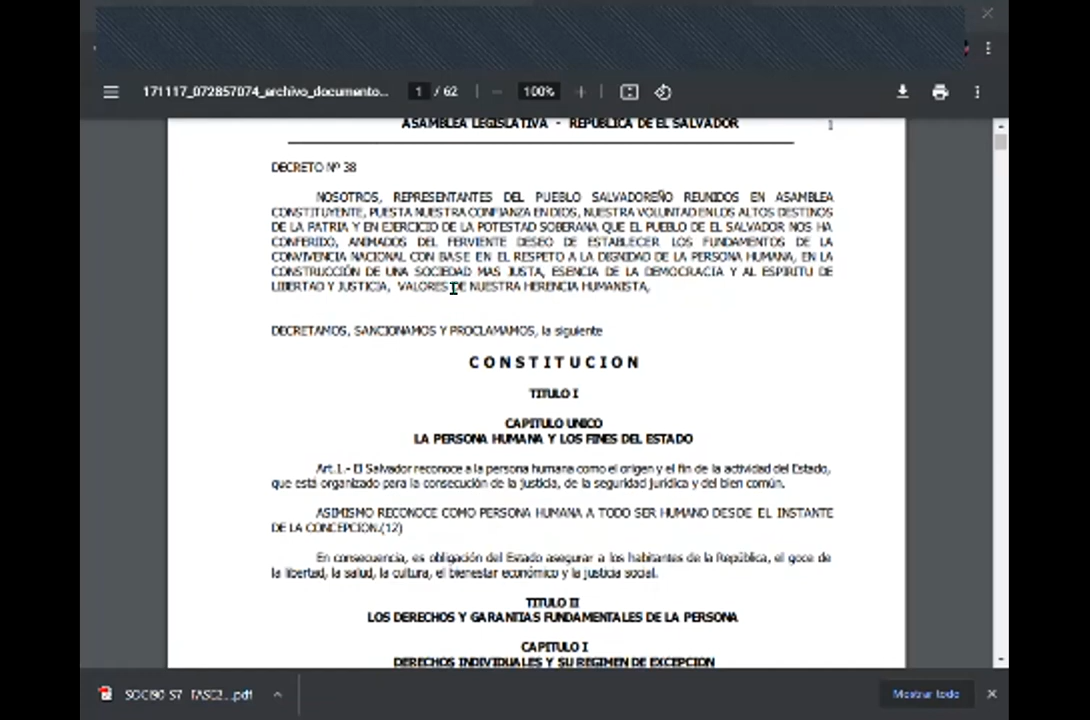 171117_072857074_archivo_documento...
1 / 62
100%
ASAMBLEA LEGISLATIVA - REPUBLICA DE EL SALVADOR
1
DECRETO Nº 38
NOSOTROS, REPRESENTANTES DEL PUEBLO SALVADOREÑO REUNIDOS EN ASAMBLEA
CONSTITUYENTE, PUESTA NUESTRA CONFIANZA EN DIOS, NUESTRA VOLUNTAD EN LOS ALTOS DESTINOS
DE LA PATRIA Y EN EJERCICIO DE LA POTESTAD SOBERANA QUE EL PUEBLO DE EL SALVADOR NOS HA
CONFERIDO, ANIMADOS DEL FERVIENTE DESEO DE ESTABLECER LOS FUNDAMENTOS DE LA
CONVIVENCIA NACIONAL CON BASE EN EL RESPETO A LA DIGNIDAD DE LA PERSONA HUMANA, EN LA
CONSTRUCCIÓN DE UNA SOCIEDAD MAS JUSTA, ESENCIA DE LA DEMOCRACIA Y AL ESPIRITU DE
LIBERTAD Y JUSTICIA, VALORES DE NUESTRA HERENCIA HUMANISTA,
DECRETAMOS, SANCIONAMOS Y PROCLAMAMOS, la siguiente
CONSTITUCION
TITULO I
CAPITULO UNICO
LA PERSONA HUMANA Y LOS FINES DEL ESTADO
Art.1.- El Salvador reconoce a la persona humana como el origen y el fin de la actividad del Estado,
que está organizado para la consecución de la justicia, de la seguridad jurídica y del bien común.
ASIMISMO RECONOCE COMO PERSONA HUMANA A TODO SER HUMANO DESDE EL INSTANTE
DE LA CONCEPCION.(12)
En consecuencia, es obligación del Estado asegurar a los habitantes de la República, el goce de
la libertad, la salud, la cultura, el bienestar económico y la justicia social.
TITULO II
LOS DERECHOS Y GARANTIAS FUNDAMENTALES DE LA PERSONA
CAPITULO I
DERECHOS INDIVIDUALES Y SU REGIMEN DE EXCEPCION
Mostrar todo